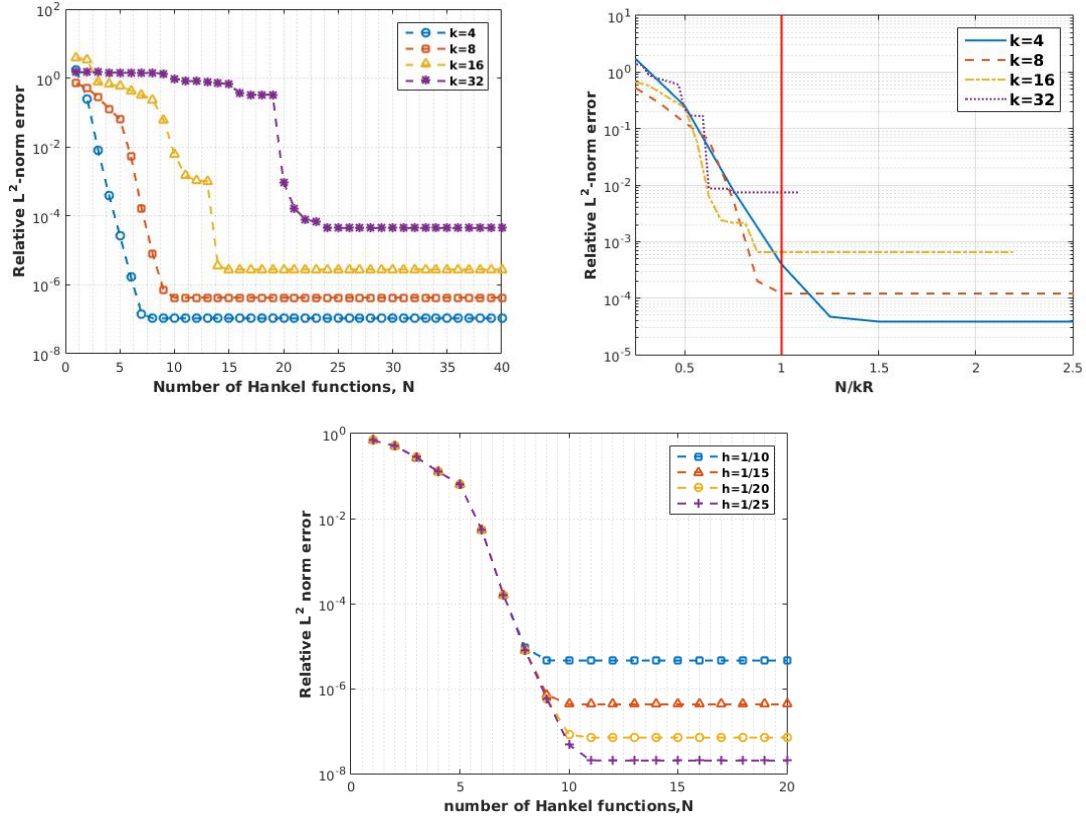 10^2
10^0
10^-2
10^-4
10^-6
10^-8
Relative L^2-norm error
0 5 10 15 20 25 30 35 40
Number of Hankel functions, N
k=4
k=8
k=16
k=32
10^1
10^0
10^-1
10^-2
10^-3
10^-4
10^-5
Relative L^2-norm error
0.5 1 1.5 2 2.5
N/kR
k=4
k=8
k=16
k=32
10^0
10^-2
10^-4
10^-6
10^-8
Relative L^2 norm error
0 5 10 15 20
number of Hankel functions,N
h=1/10
h=1/15
h=1/20
h=1/25